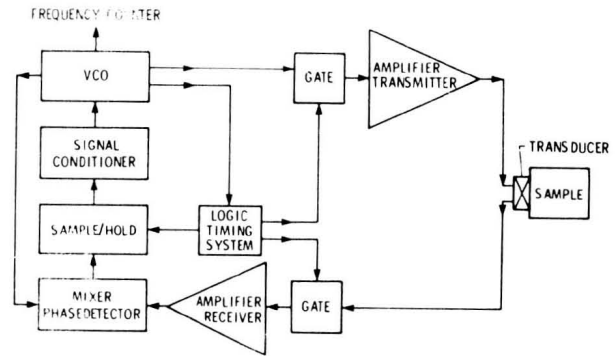 FREQUENCY COUNTER
VCO
GATE
AMPLIFIER
TRANSMITTER
SIGNAL
CONDITIONER
TRANSDUCER
SAMPLE
SAMPLE/HOLD
LOGIC
TIMING
SYSTEM
MIXER
PHASEDETECTOR
AMPLIFIER
RECEIVER
GATE